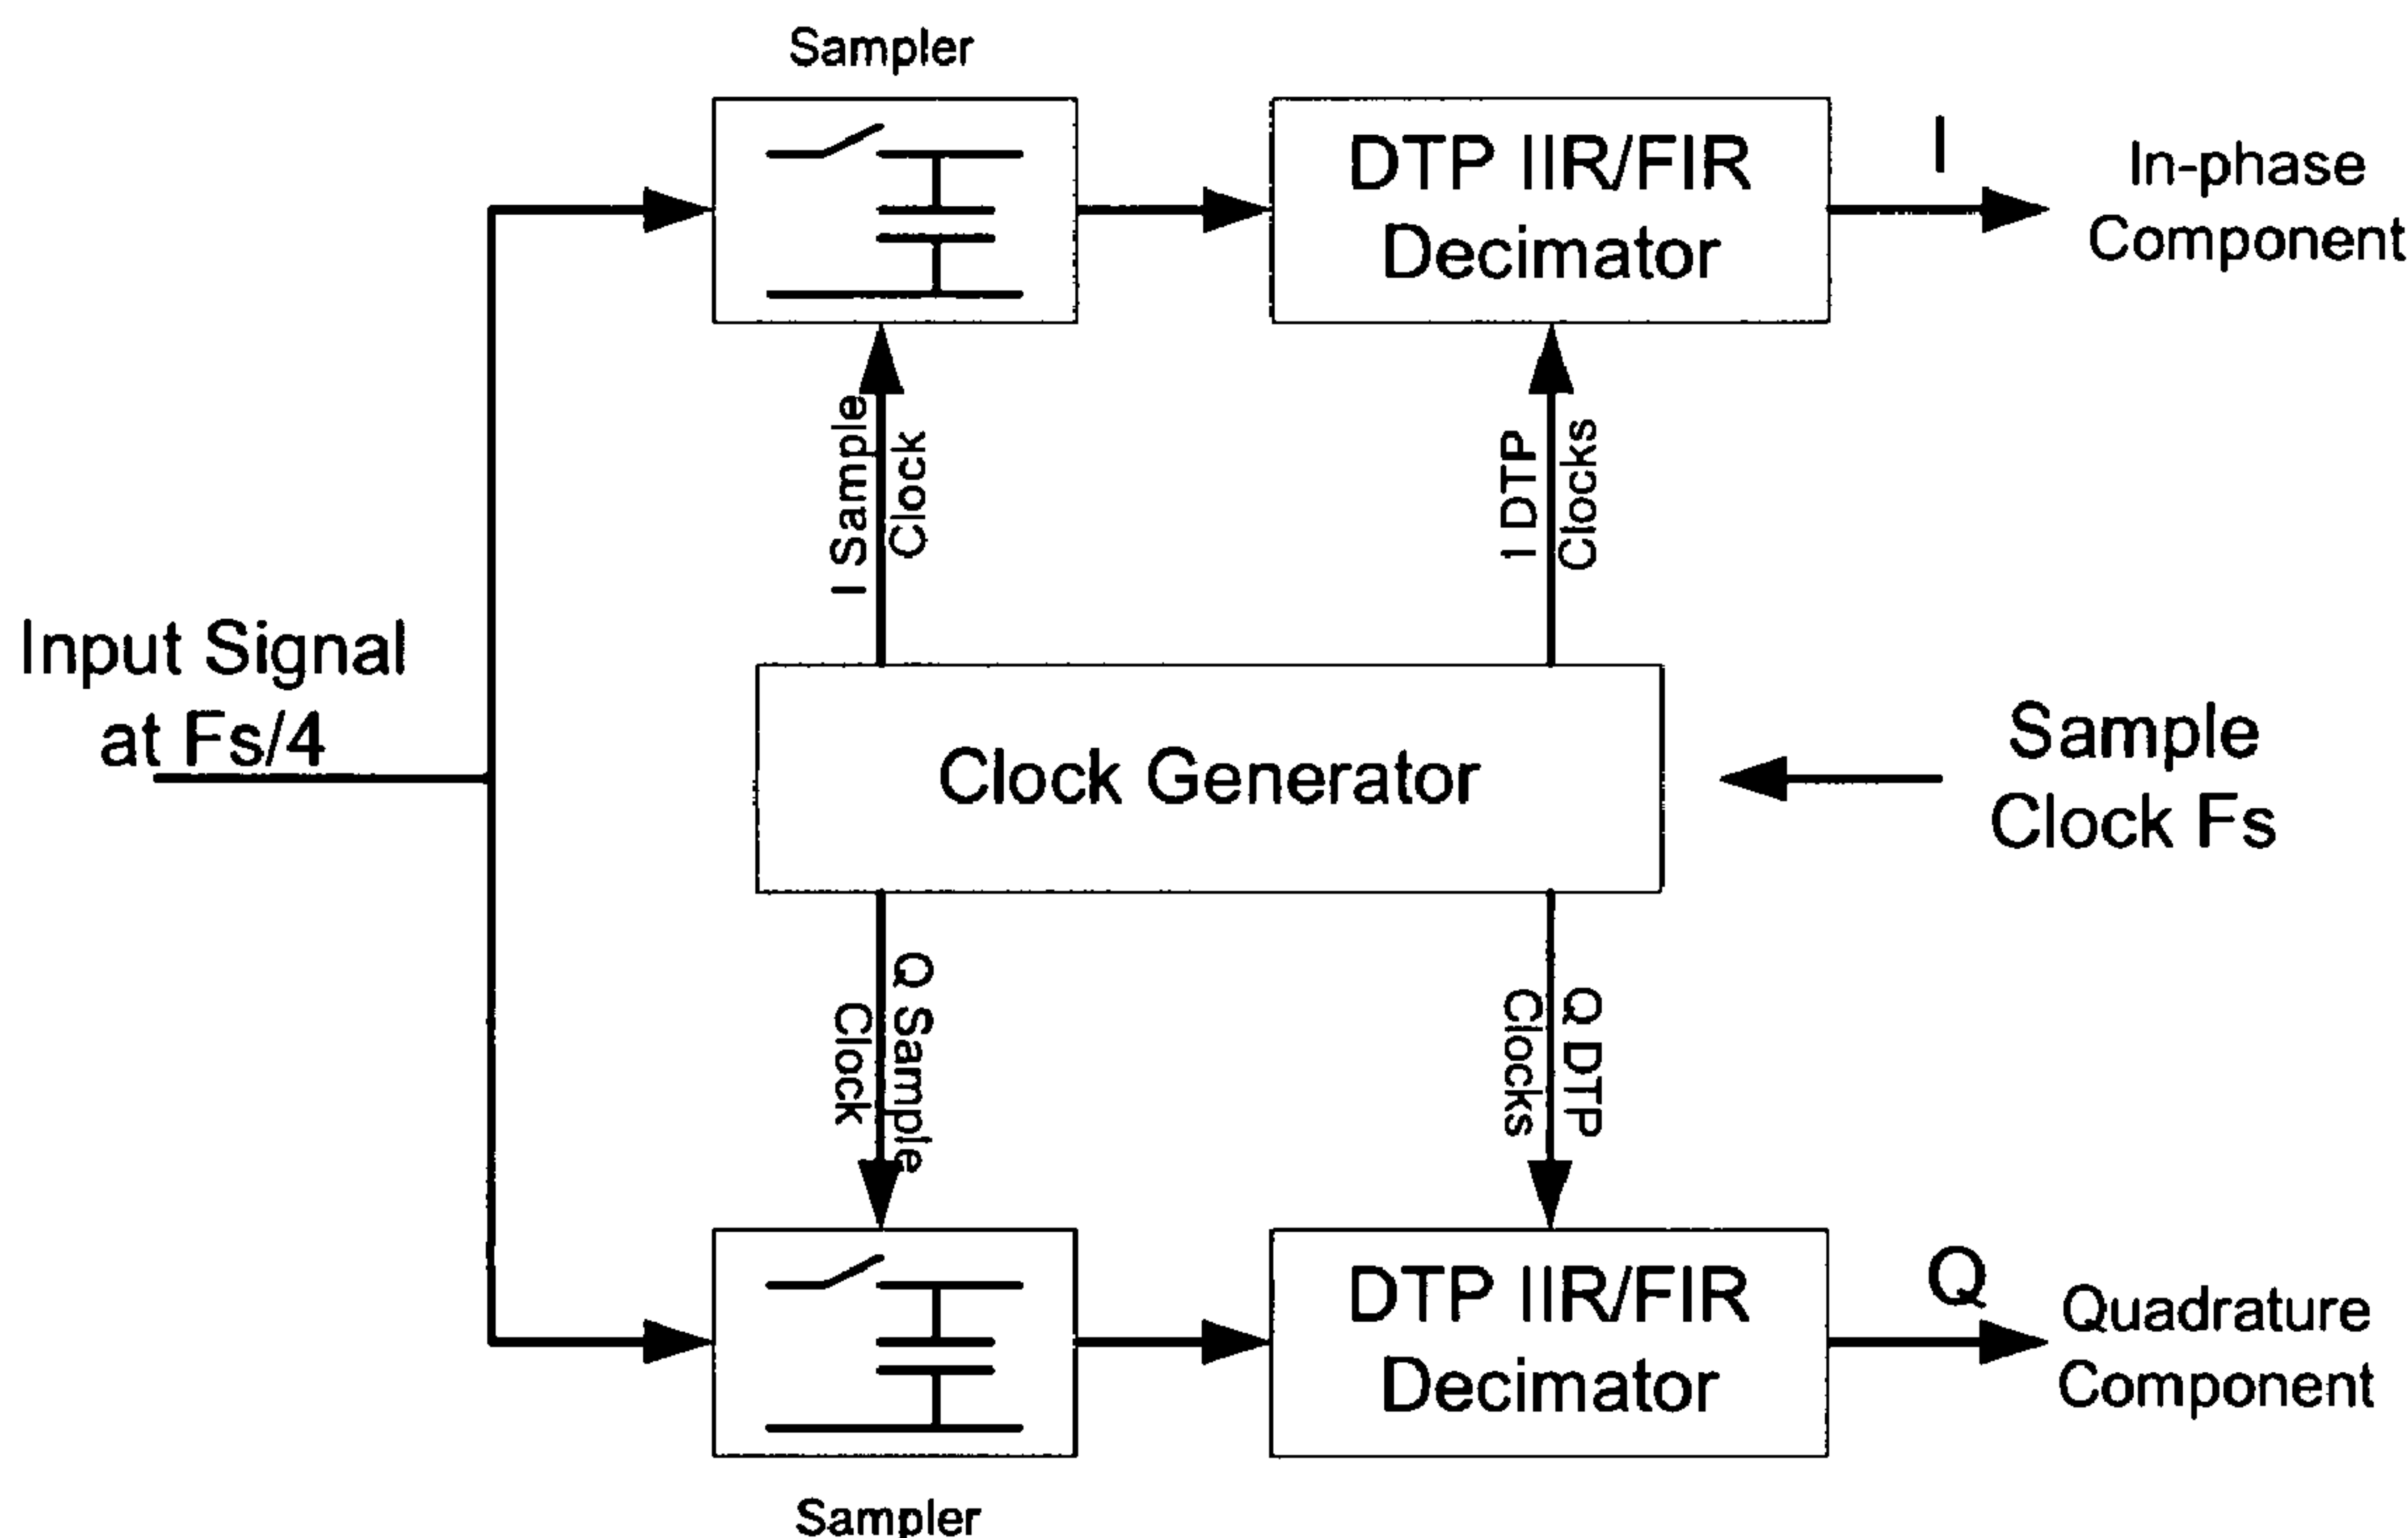 Sampler
DTP IIR/FIR
Decimator
I
In-phase
Component
I Sample
Clock
I DTP
Clocks
Input Signal
at Fs/4
Clock Generator
Sample
Clock Fs
Q Sample
Clock
Q DTP
Clocks
DTP IIR/FIR
Decimator
Q
Quadrature
Component
Sampler